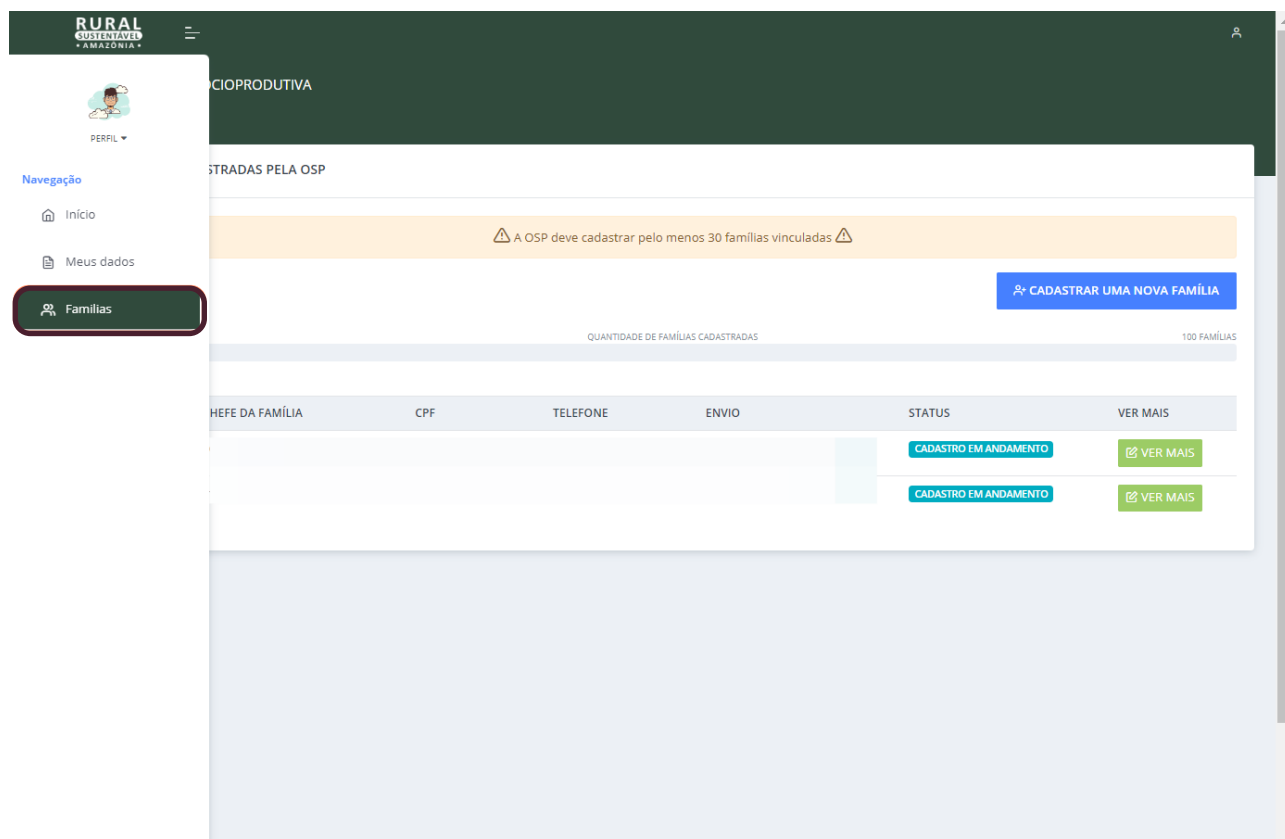 RURAL
SUSTENTÁVEL
• AMAZÔNIA •
CIOPRODUTIVA
PERFIL
STRADAS PELA OSP
Navegação
Início
A OSP deve cadastrar pelo menos 30 famílias vinculadas
Meus dados
CADASTRAR UMA NOVA FAMÍLIA
Familias
QUANTIDADE DE FAMÍLIAS CADASTRADAS 100 FAMÍLIAS
HEFE DA FAMÍLIA CPF TELEFONE ENVIO STATUS VER MAIS
CADASTRO EM ANDAMENTO VER MAIS
CADASTRO EM ANDAMENTO VER MAIS